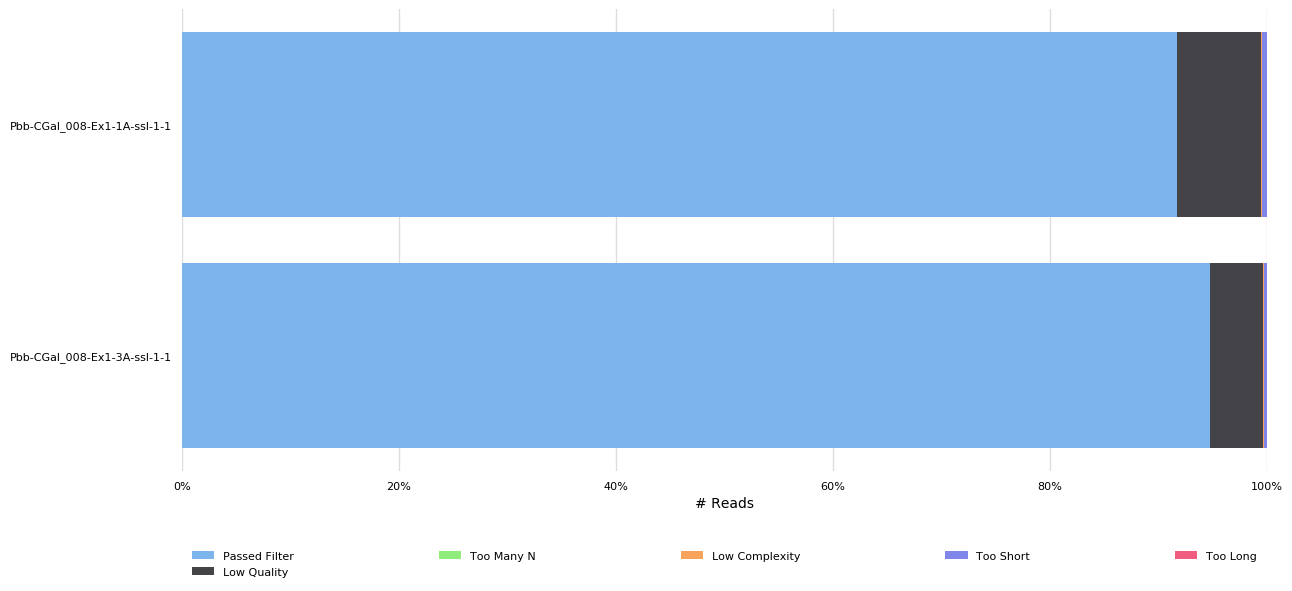 Pbb-CGal_008-Ex1-1A-ssl-1-1
Pbb-CGal_008-Ex1-3A-ssl-1-1
0% 20% 40% 60% 80% 100%
# Reads
Passed Filter Too Many N Low Complexity Too Short Too Long
Low Quality